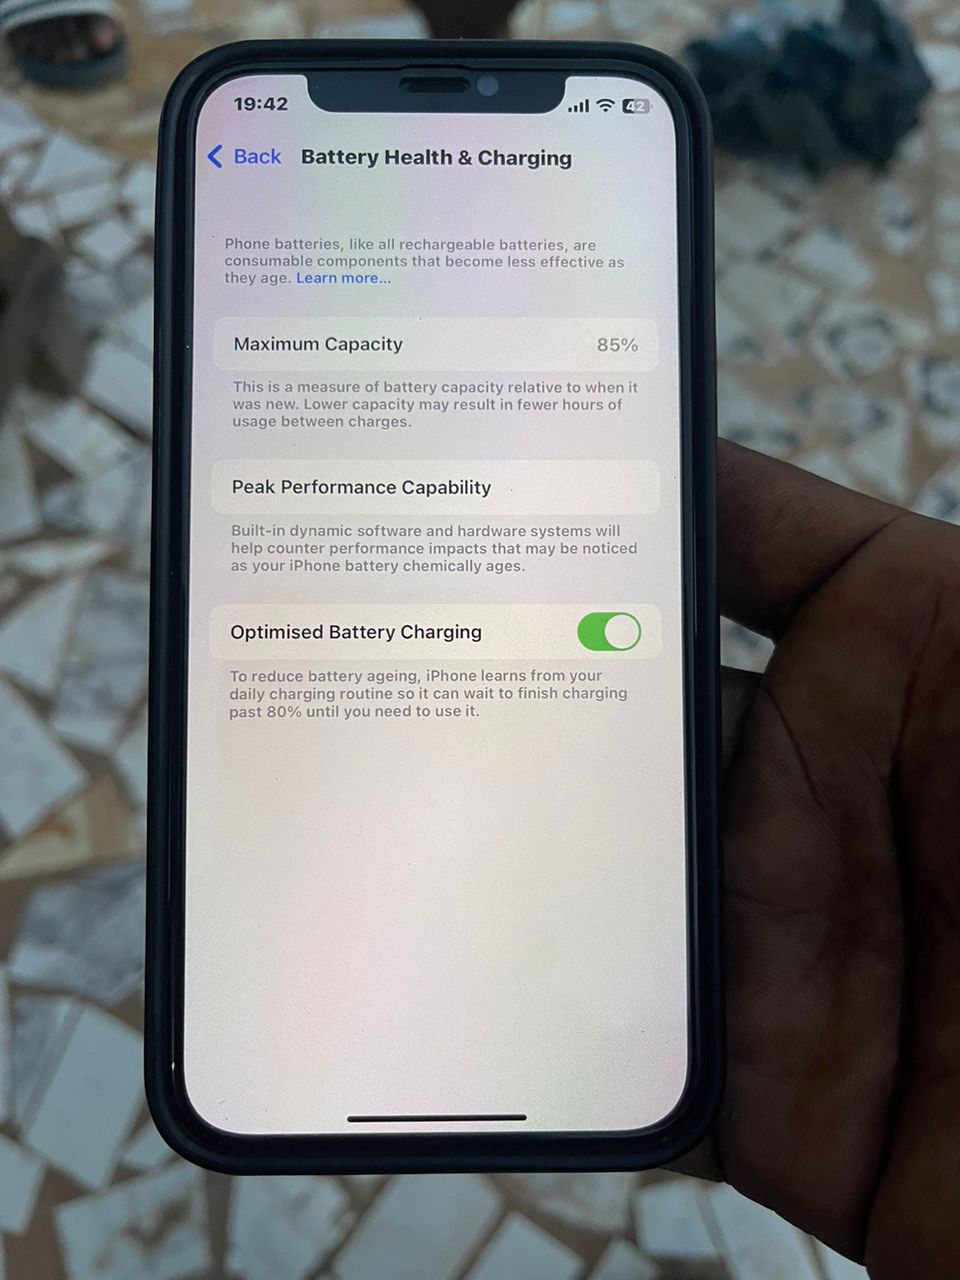 19:42
42
Back
Battery Health & Charging
Phone batteries, like all rechargeable batteries, are
consumable components that become less effective as
they age. Learn more...
Maximum Capacity
85%
This is a measure of battery capacity relative to when it
was new. Lower capacity may result in fewer hours of
usage between charges.
Peak Performance Capability
Built-in dynamic software and hardware systems will
help counter performance impacts that may be noticed
as your iPhone battery chemically ages.
Optimised Battery Charging
To reduce battery ageing, iPhone learns from your
daily charging routine so it can wait to finish charging
past 80% until you need to use it.